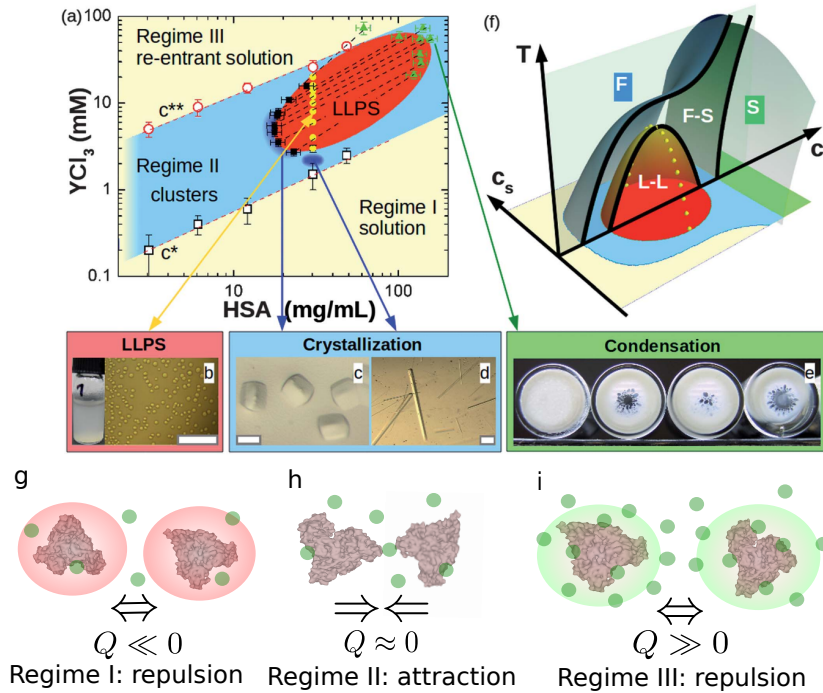 (a)
Regime III
re-entrant solution
LLPS
c**
Regime II
clusters
Regime I
solution
c*
YCl3 (mM)
100
10
1
0.1
10
100
HSA (mg/mL)
(f)
T
F
F-S
S
L-L
cs
c
LLPS
1
b
Crystallization
c
d
Condensation
e
g
h
i
Q ≪ 0
Q ≈ 0
Q ≫ 0
Regime I: repulsion
Regime II: attraction
Regime III: repulsion